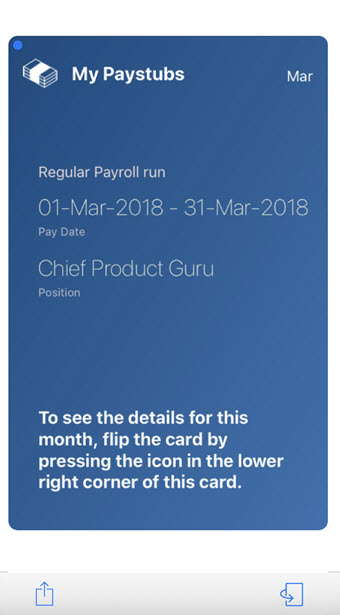 My Paystubs
Mar
Regular Payroll run
01-Mar-2018 - 31-Mar-2018
Pay Date
Chief Product Guru
Position
To see the details for this
month, flip the card by
pressing the icon in the lower
right corner of this card.